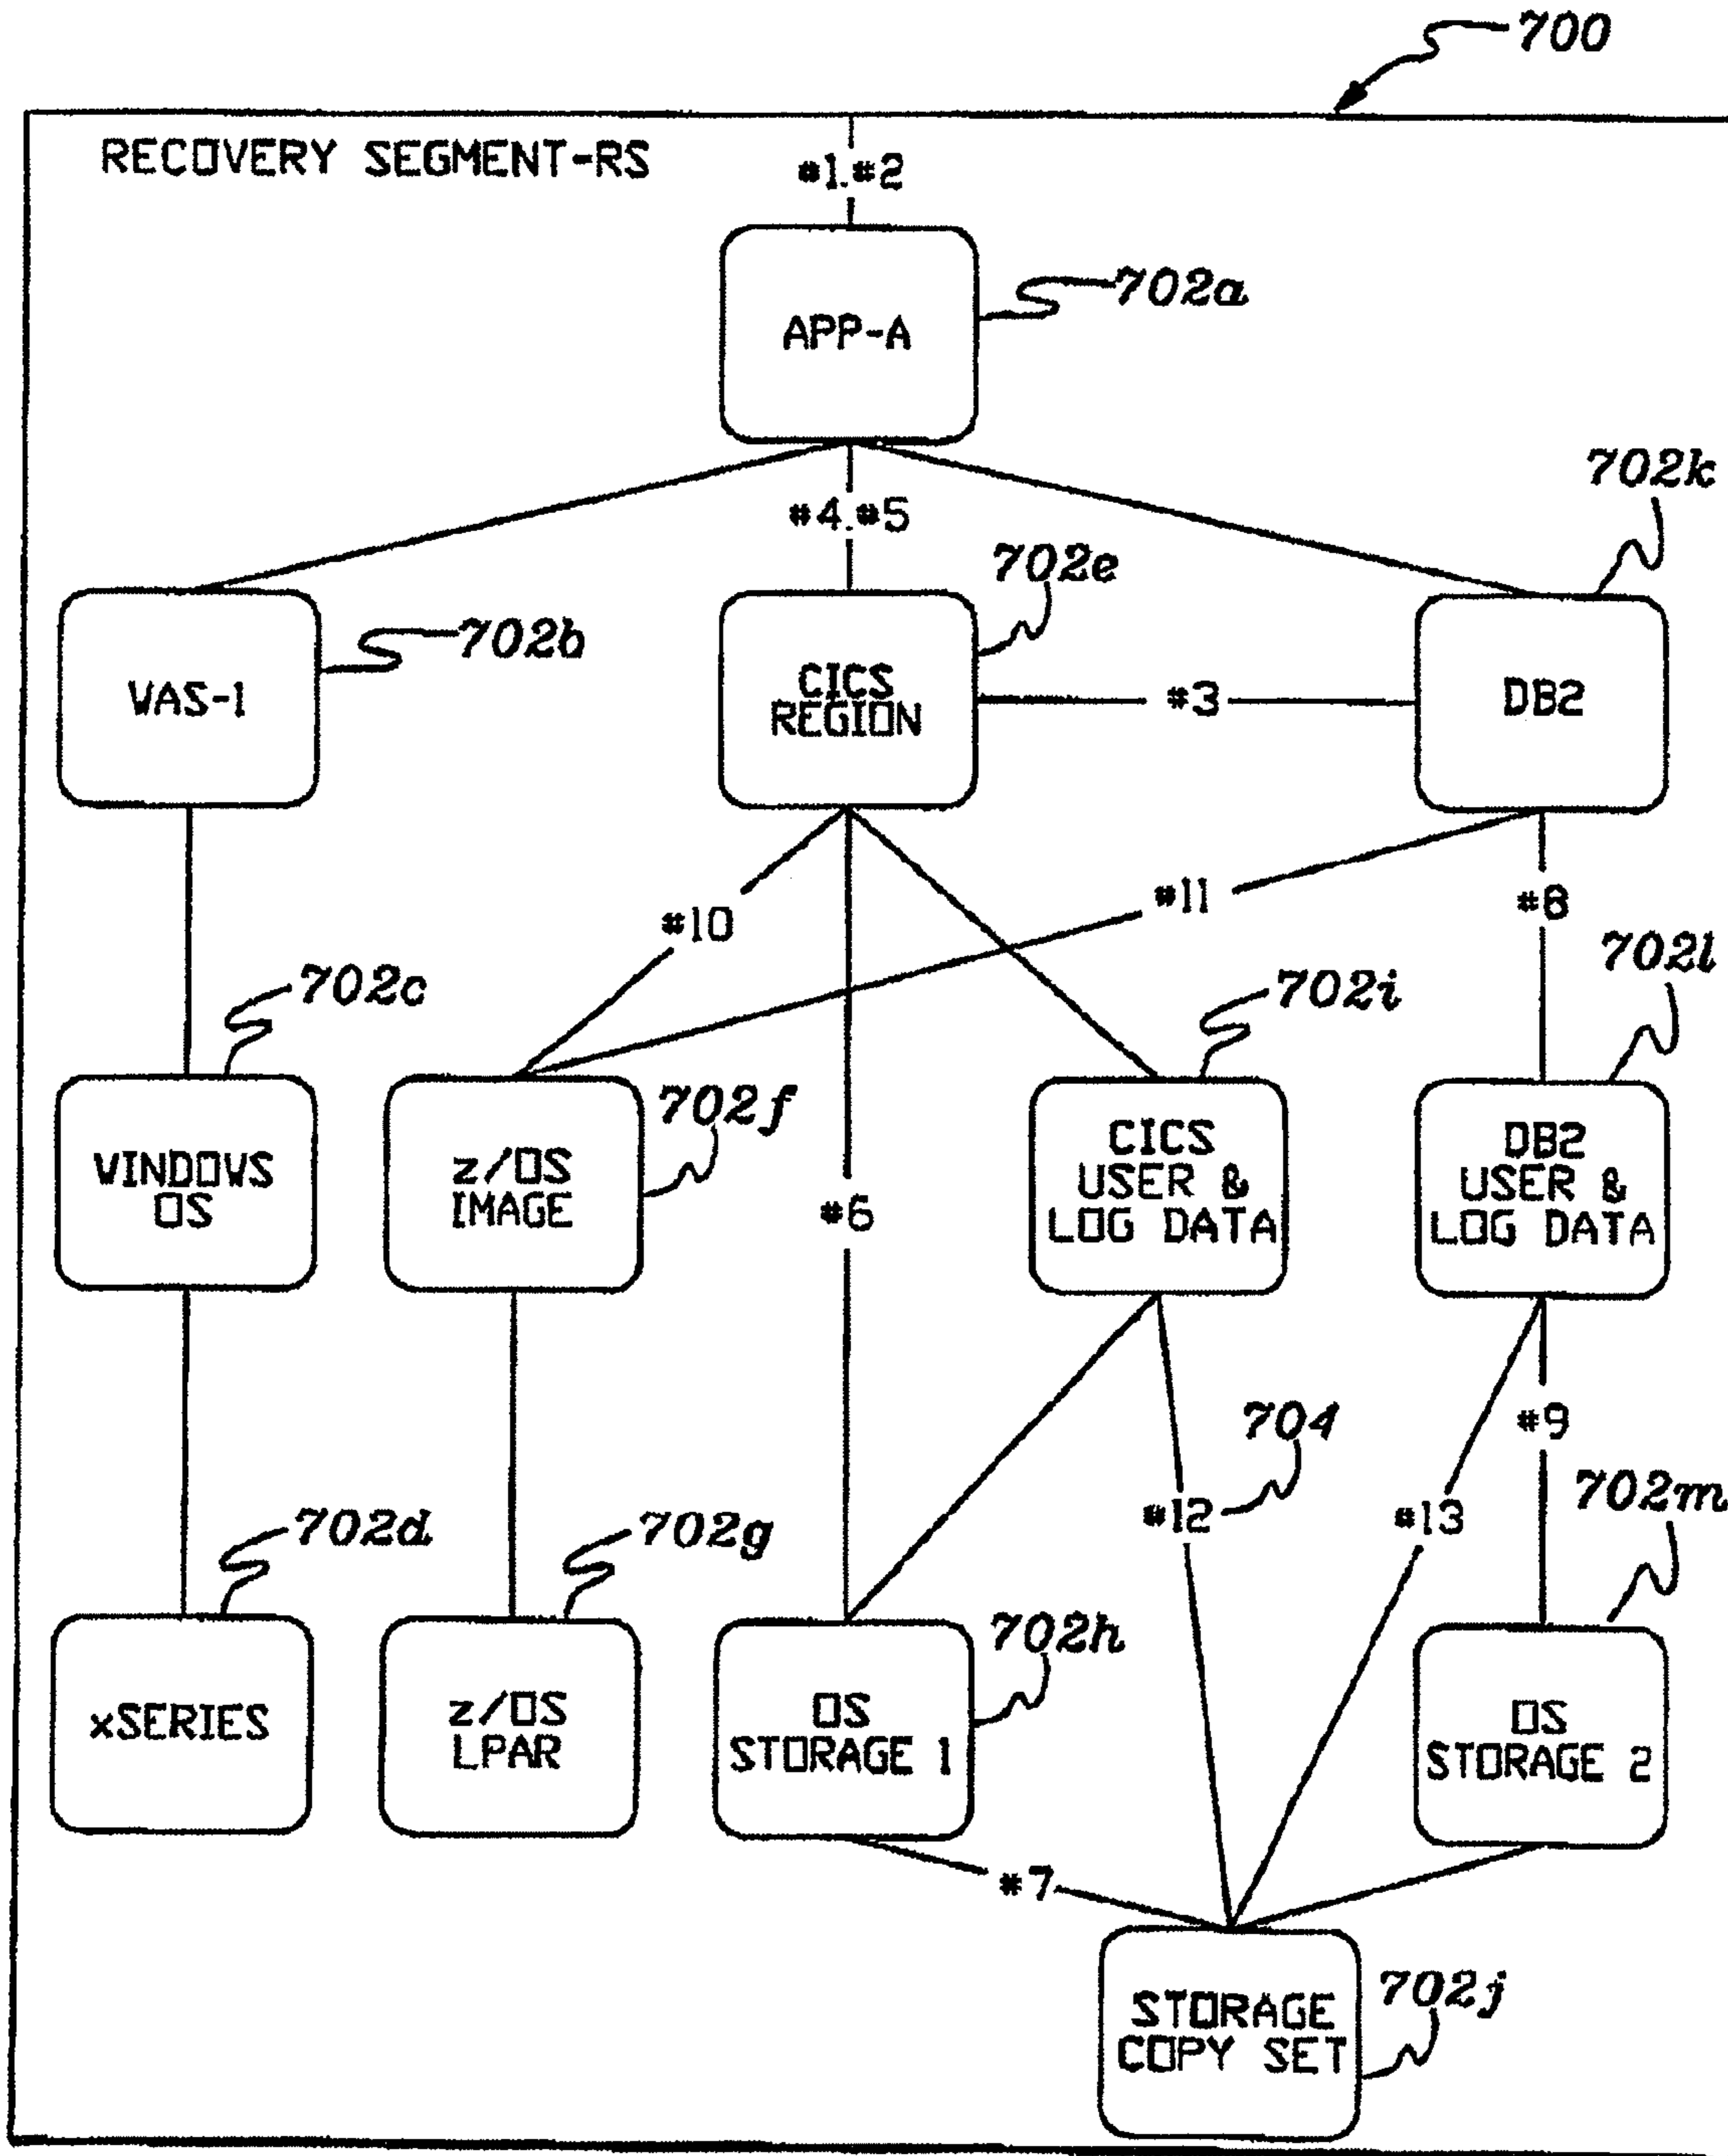 700
RECOVERY SEGMENT-RS
#1.#2
702a
APP-A
702k
#4.#5
702e
702b
WAS-1
CICS
REGION
#3
DB2
#10
#11
#8
702c
702i
702l
702f
WINDOWS
OS
z/OS
IMAGE
#6
CICS
USER &
LOG DATA
DB2
USER &
LOG DATA
704
#9
702d
702g
#12
#13
702m
702h
xSERIES
z/OS
LPAR
OS
STORAGE 1
OS
STORAGE 2
#7
702j
STORAGE
COPY SET